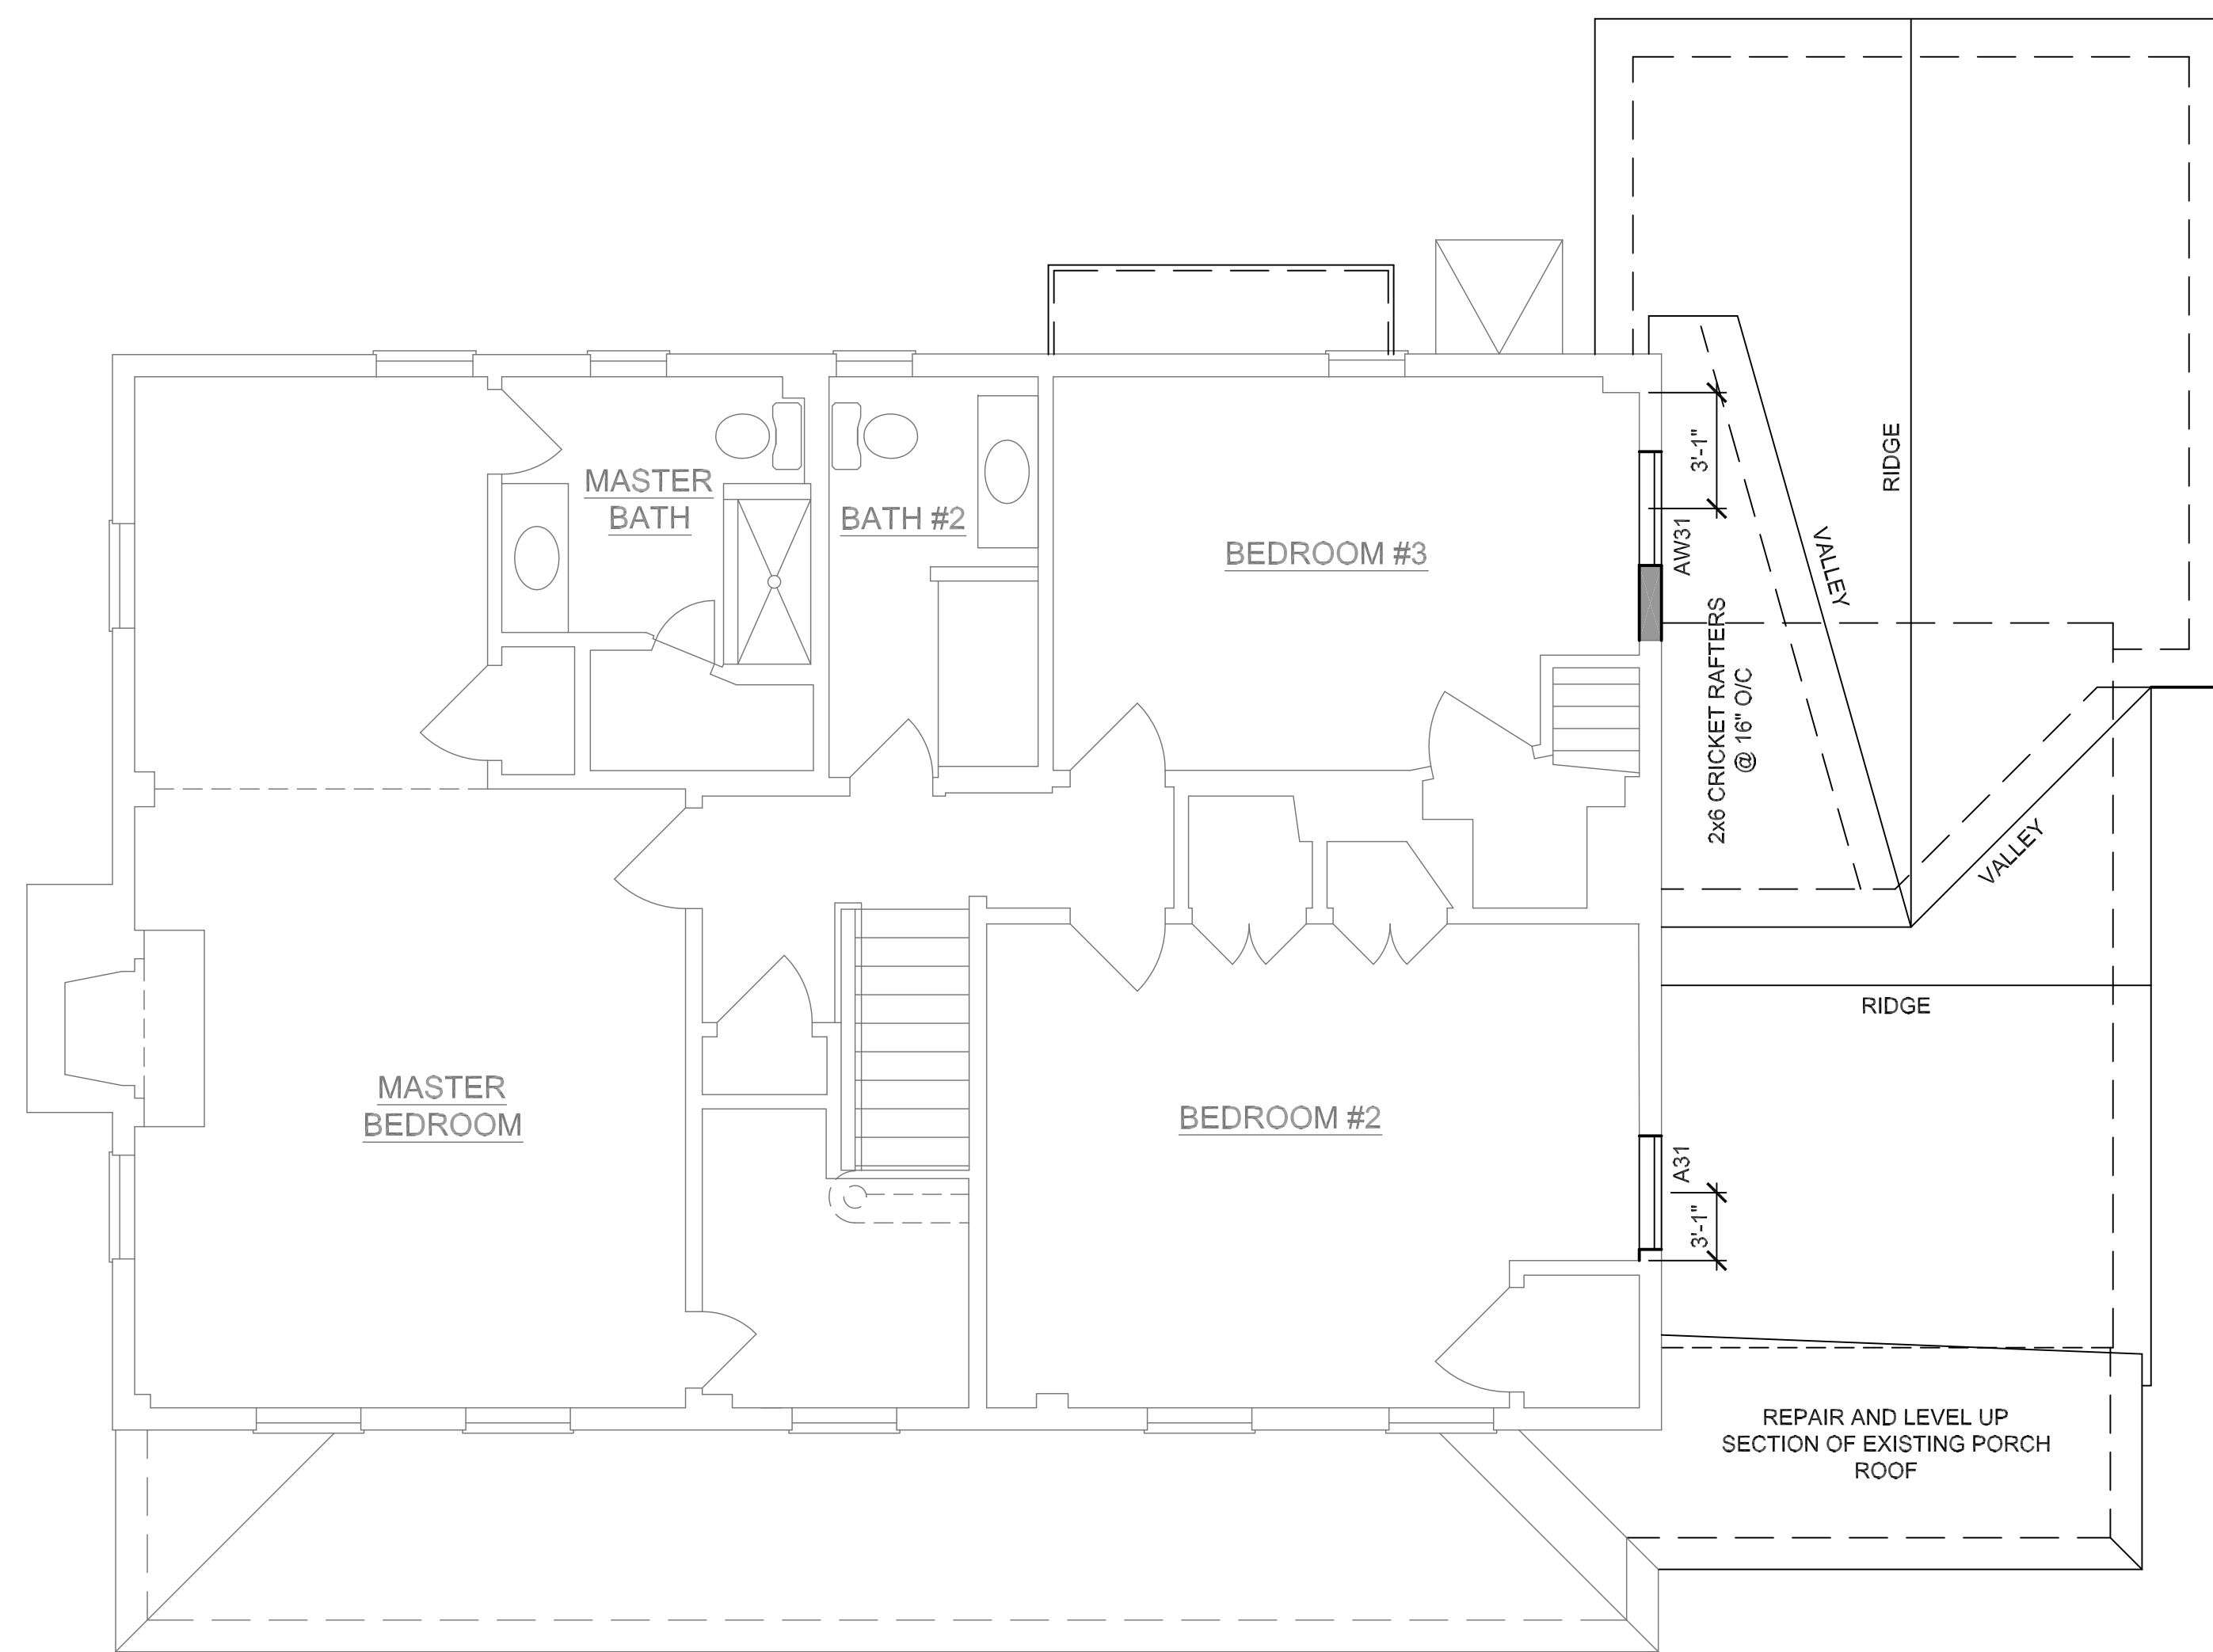 RIDGE
3'-1"
MASTER
BATH
BATH #2
AW31
BEDROOM #3
VALLEY
2x6 CRICKET RAFTERS
@ 16" O/C
VALLEY
RIDGE
MASTER
BEDROOM
BEDROOM #2
A31
3'-1"
REPAIR AND LEVEL UP
SECTION OF EXISTING PORCH
ROOF